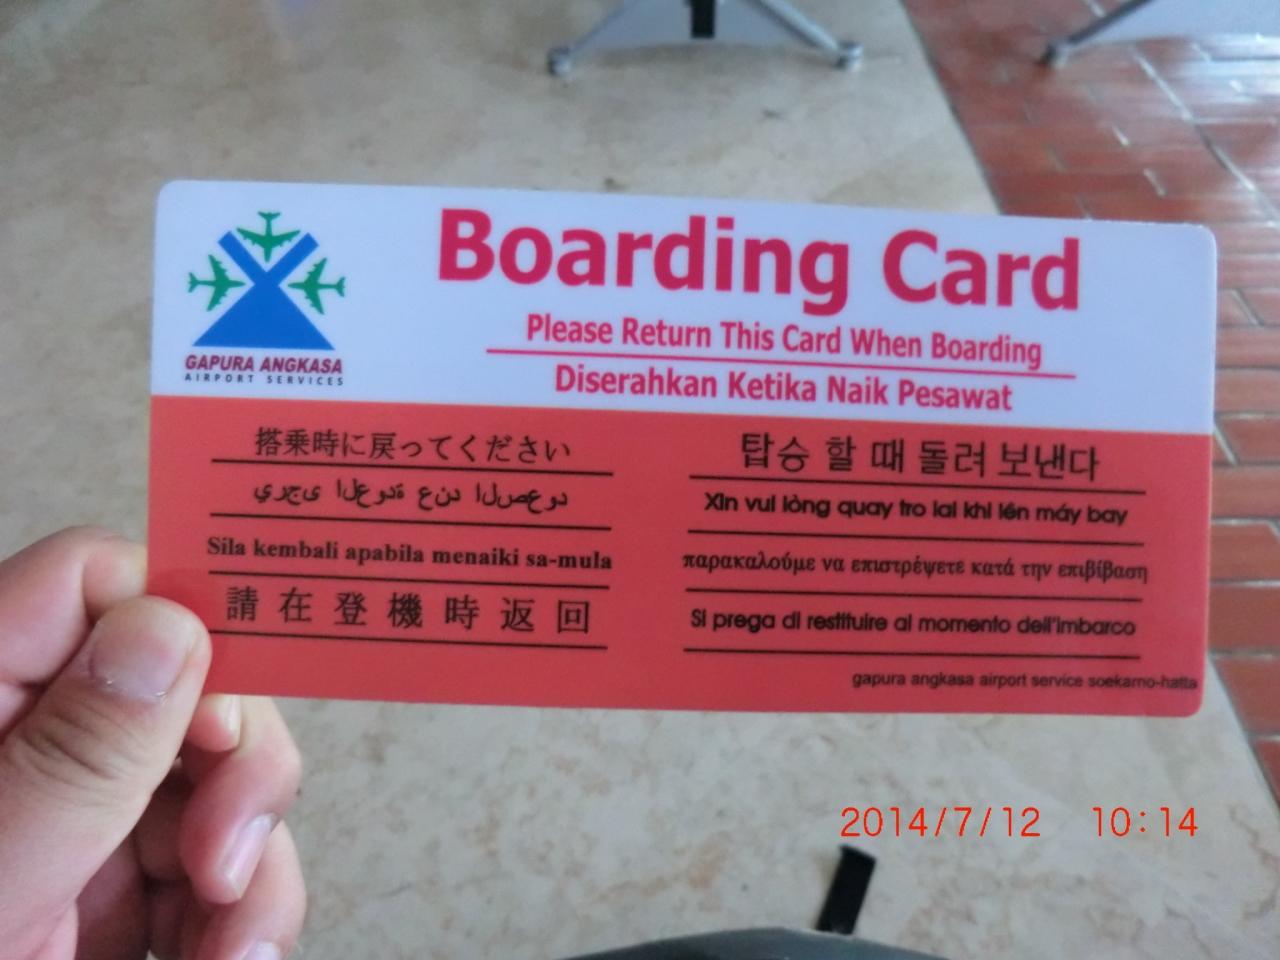 Boarding Card
Please Return This Card When Boarding
Diserahkan Ketika Naik Pesawat
GAPURA ANGKASA
AIRPORT SERVICES
搭乗時に戻ってください
يرجى العودة عند الصعود
Sila kembali apabila menaiki sa-mula
請在登機時返回
탑승 할 때 돌려 보낸다
Xin vui lòng quay tro lai khi lên máy bay
παρακαλούμε να επιστρέψετε κατά την επιβίβαση
Si prega di restituire al momento dell'imbarco
gapura angkasa airport service soekarno-hatta
2014/7/12 10:14